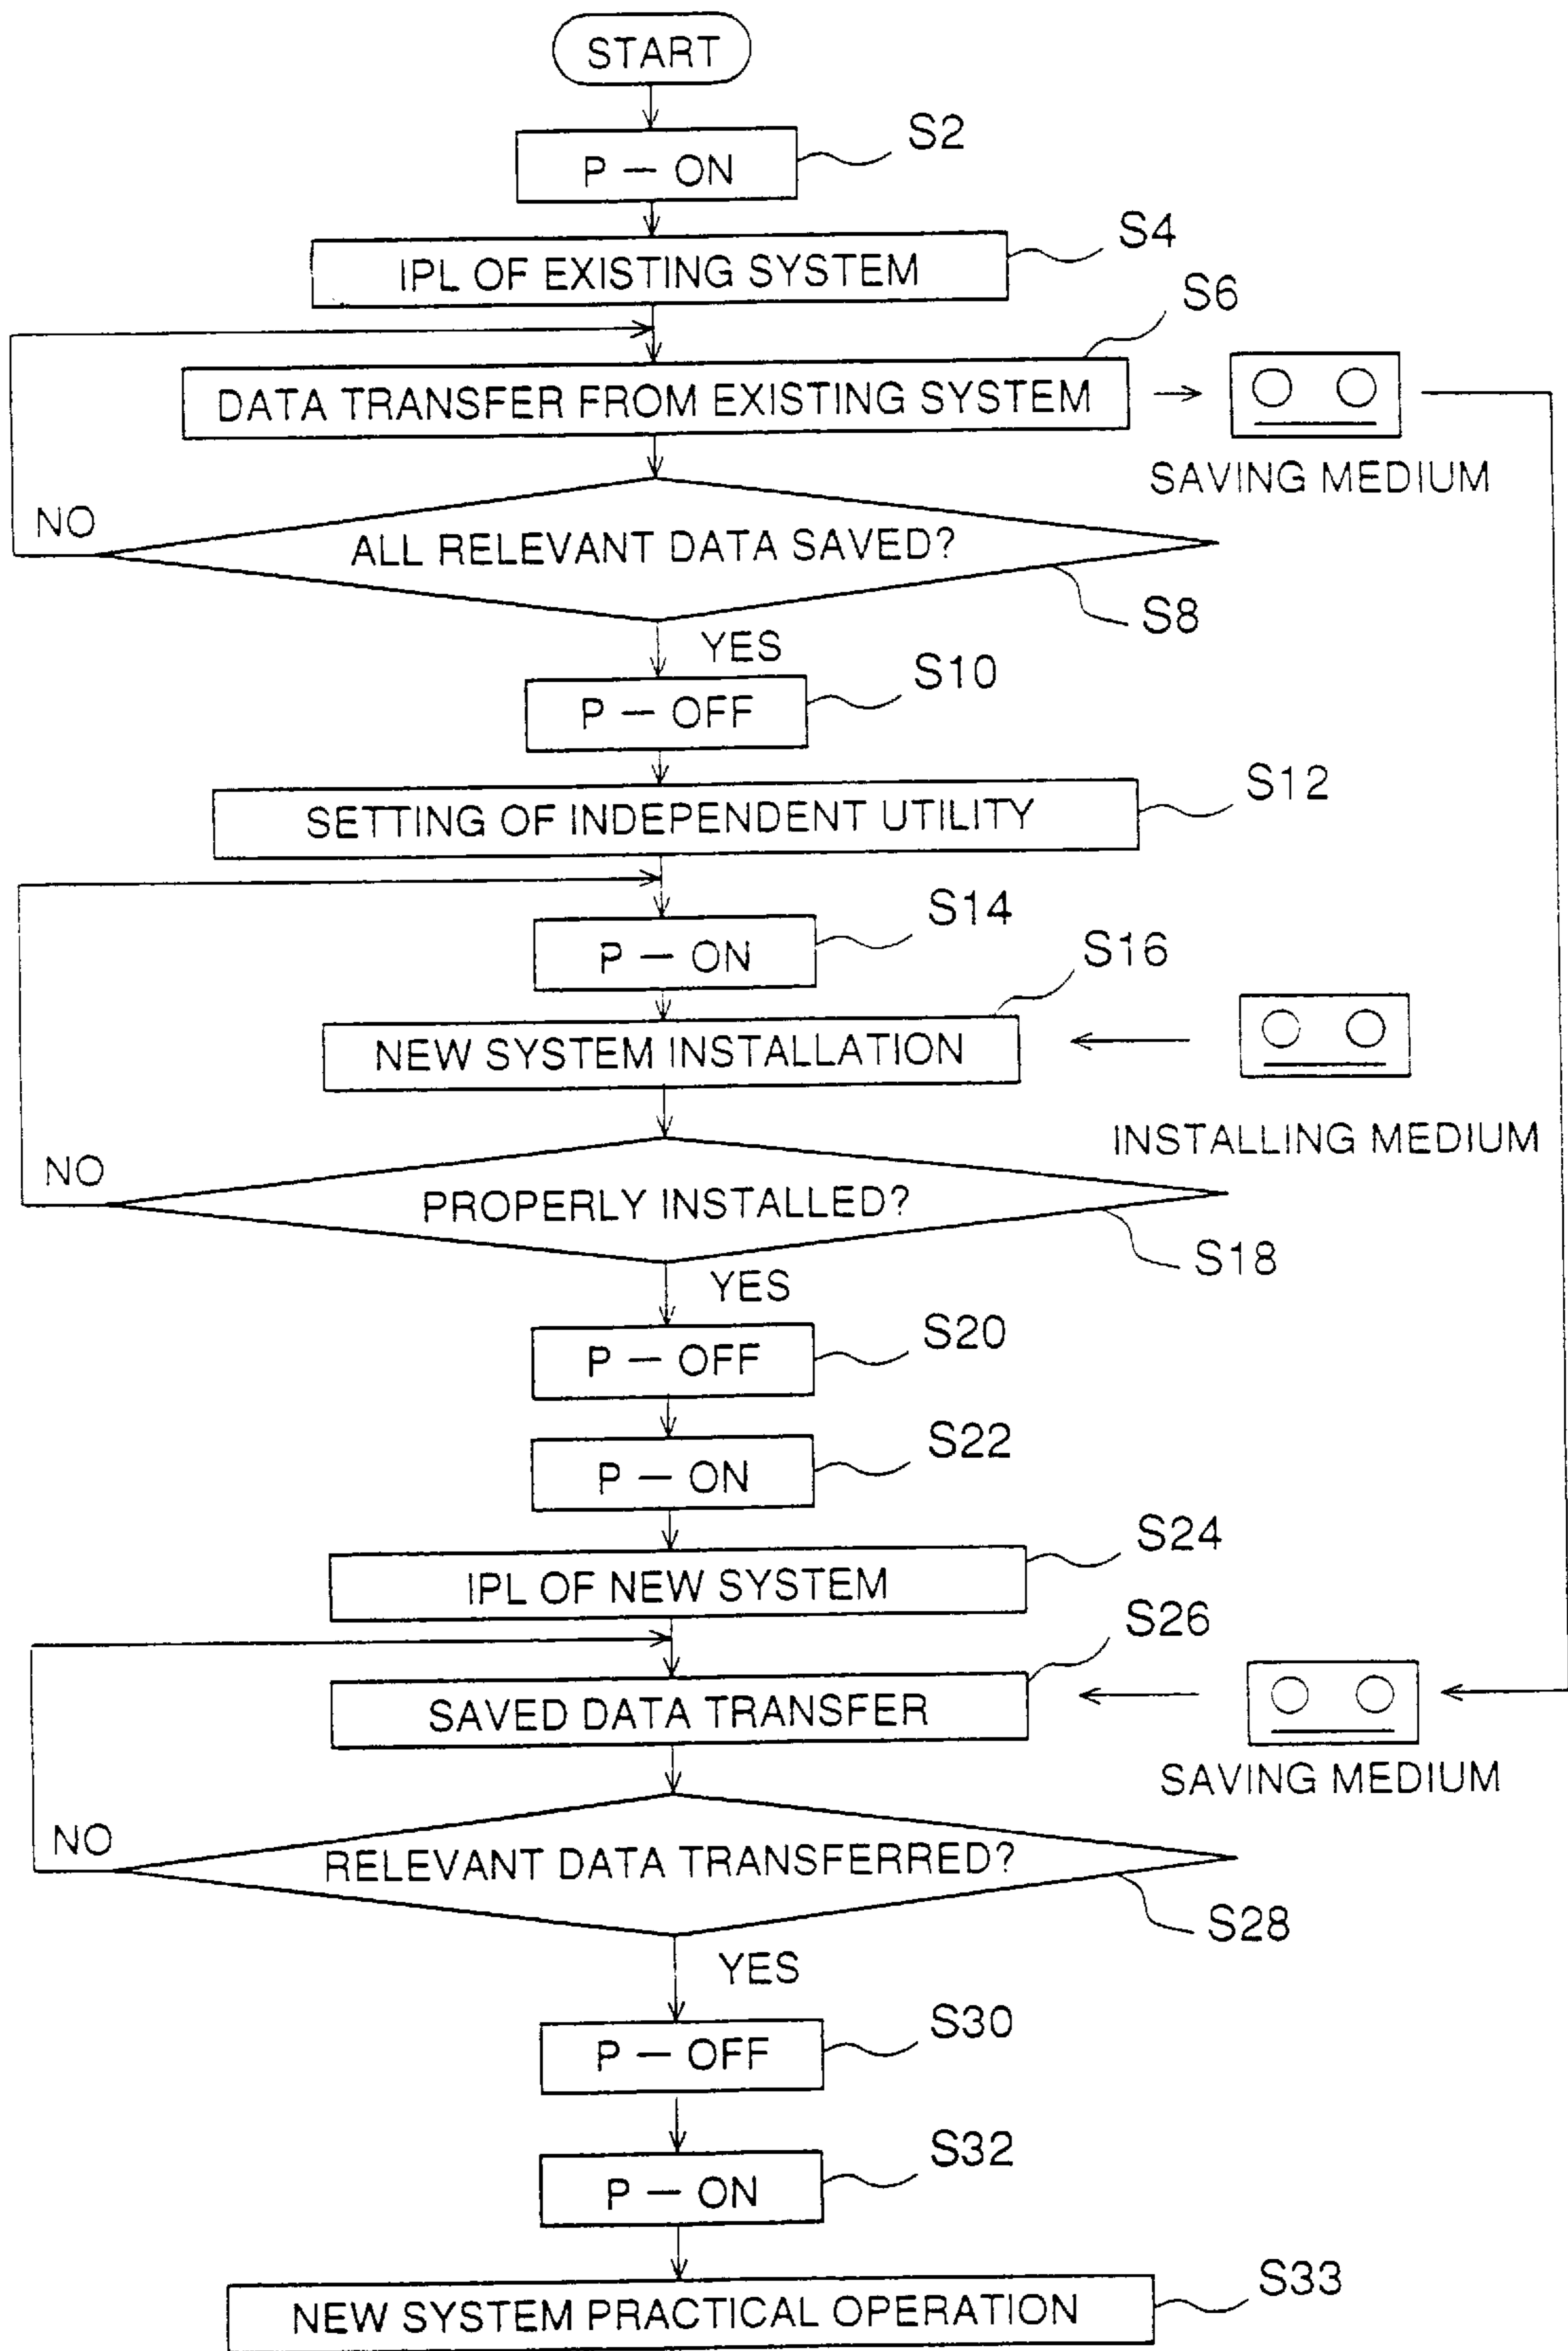 START
S2
P — ON
S4
IPL OF EXISTING SYSTEM
S6
DATA TRANSFER FROM EXISTING SYSTEM
SAVING MEDIUM
NO
ALL RELEVANT DATA SAVED?
S8
YES
S10
P — OFF
S12
SETTING OF INDEPENDENT UTILITY
S14
P — ON
S16
NEW SYSTEM INSTALLATION
INSTALLING MEDIUM
NO
PROPERLY INSTALLED?
S18
YES
S20
P — OFF
S22
P — ON
S24
IPL OF NEW SYSTEM
S26
SAVED DATA TRANSFER
SAVING MEDIUM
NO
RELEVANT DATA TRANSFERRED?
S28
YES
S30
P — OFF
S32
P — ON
S33
NEW SYSTEM PRACTICAL OPERATION